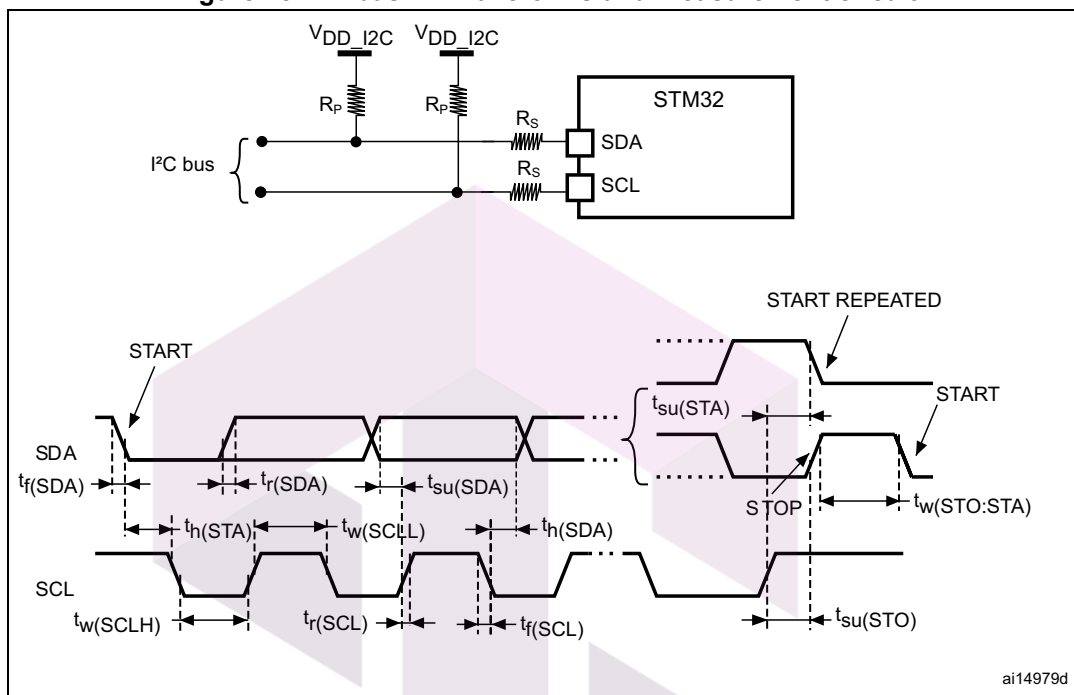 VDD_I2C VDD_I2C
RP RP
STM32
RS
SDA
I²C bus
RS
SCL
START REPEATED
START
tsu(STA)
START
SDA
tf(SDA)
tr(SDA)
tsu(SDA)
STOP
tw(STO:STA)
th(STA)
tw(SCLL)
th(SDA)
SCL
tw(SCLH)
tr(SCL)
tf(SCL)
tsu(STO)
ai14979d